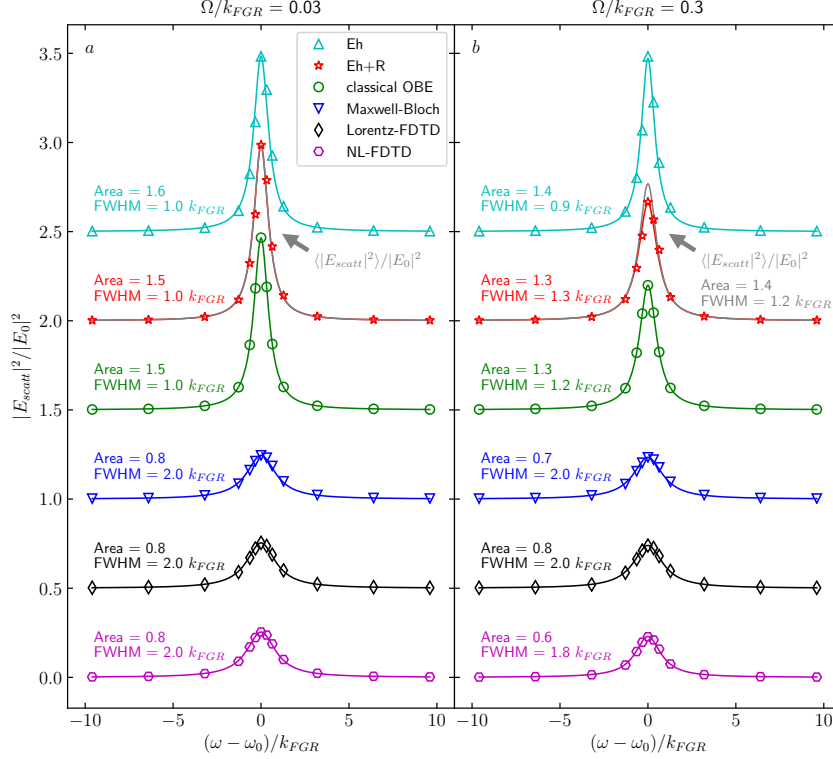 Ω/k_FGR = 0.03
Ω/k_FGR = 0.3
|E_scatt|²/|E_0|²
3.5
3.0
2.5
2.0
1.5
1.0
0.5
0.0
a
Eh
Eh+R
classical OBE
Maxwell-Bloch
Lorentz-FDTD
NL-FDTD
Area = 1.6
FWHM = 1.0 k_FGR
⟨|E_scatt|²⟩/|E_0|²
Area = 1.5
FWHM = 1.0 k_FGR
Area = 1.5
FWHM = 1.0 k_FGR
Area = 0.8
FWHM = 2.0 k_FGR
Area = 0.8
FWHM = 2.0 k_FGR
Area = 0.8
FWHM = 2.0 k_FGR
−10 −5 0 5 10
(ω − ω_0)/k_FGR
b
Area = 1.4
FWHM = 0.9 k_FGR
⟨|E_scatt|²⟩/|E_0|²
Area = 1.4
FWHM = 1.2 k_FGR
Area = 1.3
FWHM = 1.3 k_FGR
Area = 1.3
FWHM = 1.2 k_FGR
Area = 0.7
FWHM = 2.0 k_FGR
Area = 0.8
FWHM = 2.0 k_FGR
Area = 0.6
FWHM = 1.8 k_FGR
−10 −5 0 5 10
(ω − ω_0)/k_FGR